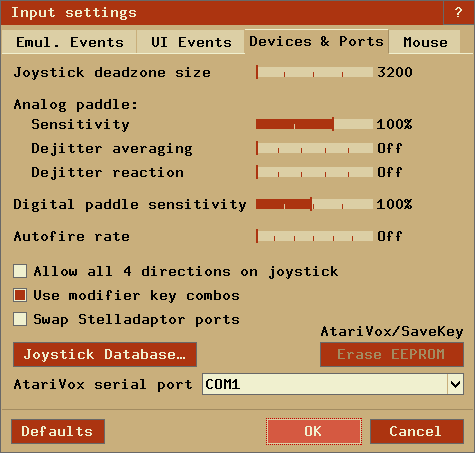 Input settings ?
Emul. Events UI Events Devices & Ports Mouse
Joystick deadzone size 3200
Analog paddle:
Sensitivity 100%
Dejitter averaging Off
Dejitter reaction Off
Digital paddle sensitivity 100%
Autofire rate Off
Allow all 4 directions on joystick
Use modifier key combos
Swap Stelladaptor ports
AtariVox/SaveKey
Joystick Database… Erase EEPROM
AtariVox serial port COM1
Defaults OK Cancel